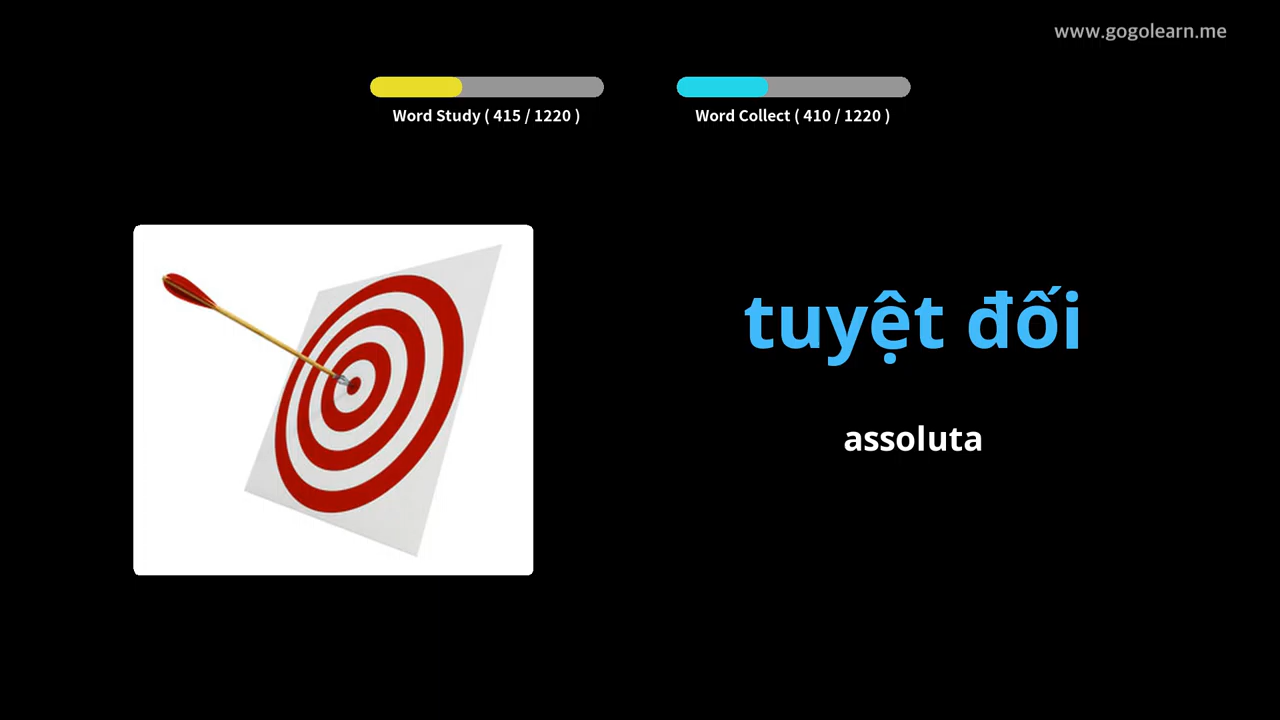 www.gogolearn.me
Word Study ( 415 / 1220 )
Word Collect ( 410 / 1220 )
tuyệt đối
assoluta